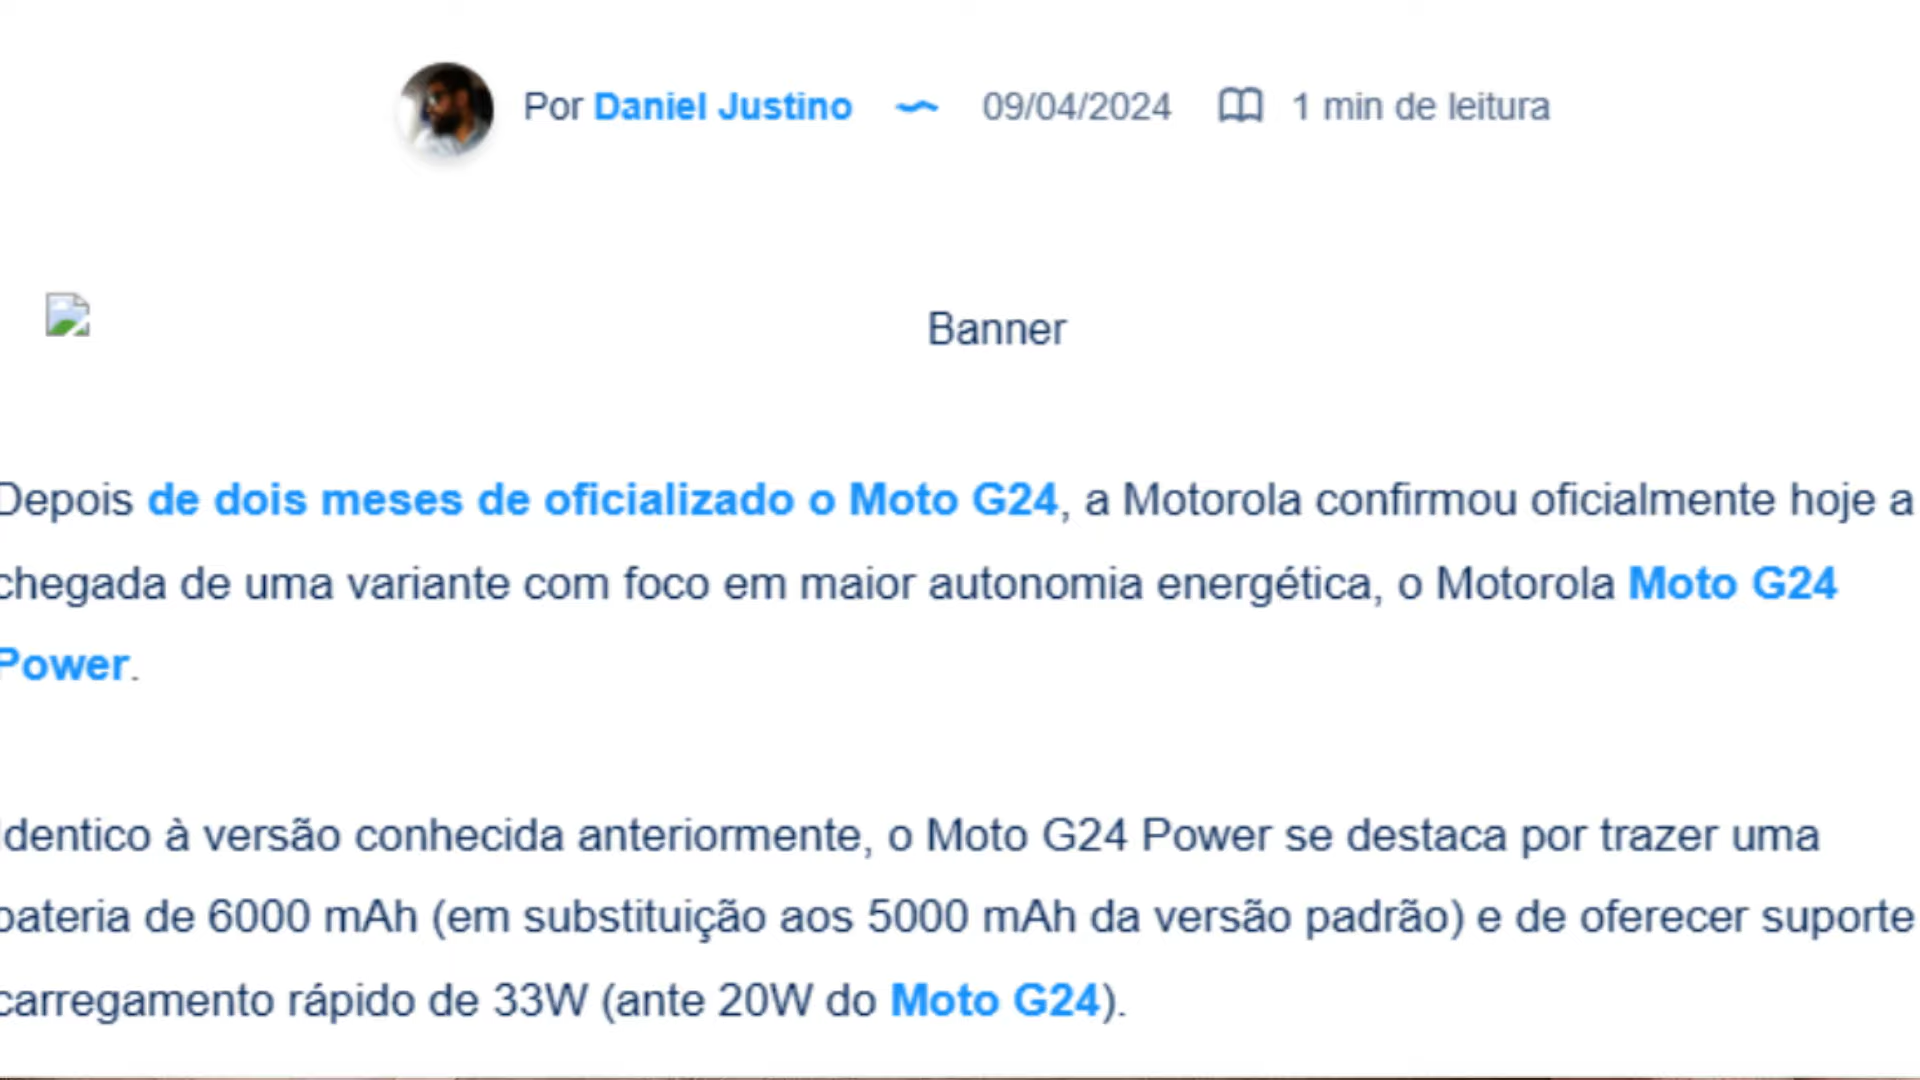 Por Daniel Justino 09/04/2024 1 min de leitura
Banner
Depois de dois meses de oficializado o Moto G24, a Motorola confirmou oficialmente hoje a
chegada de uma variante com foco em maior autonomia energética, o Motorola Moto G24
Power.
Identico à versão conhecida anteriormente, o Moto G24 Power se destaca por trazer uma
bateria de 6000 mAh (em substituição aos 5000 mAh da versão padrão) e de oferecer suporte
carregamento rápido de 33W (ante 20W do Moto G24).